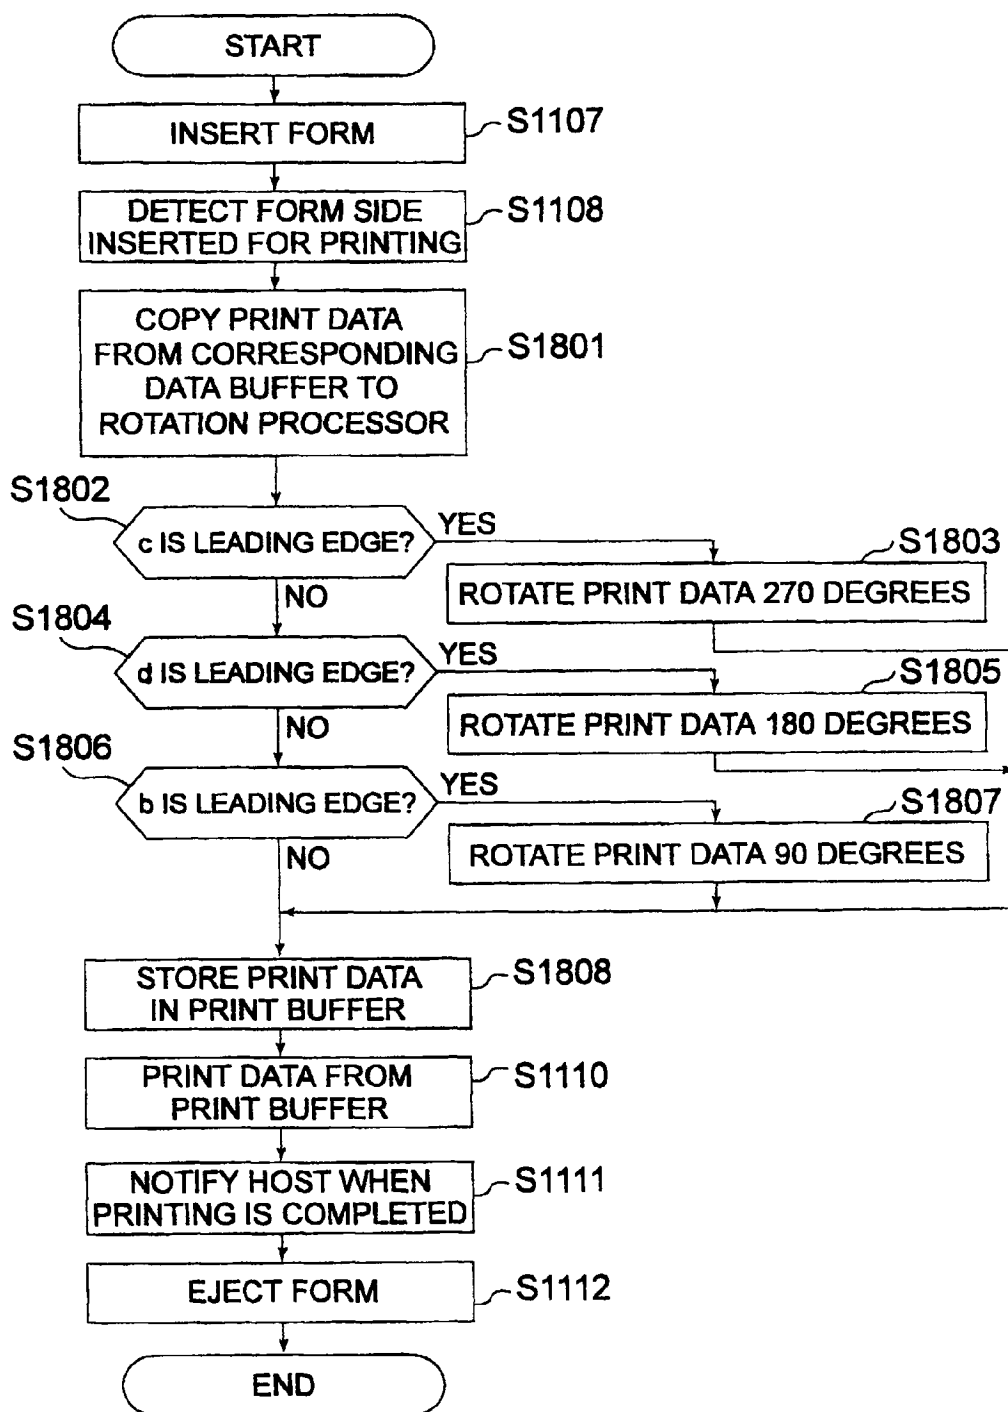 START
INSERT FORM
S1107
DETECT FORM SIDE
INSERTED FOR PRINTING
S1108
COPY PRINT DATA
FROM CORRESPONDING
DATA BUFFER TO
ROTATION PROCESSOR
S1801
S1802
c IS LEADING EDGE?
YES
NO
S1803
ROTATE PRINT DATA 270 DEGREES
S1804
d IS LEADING EDGE?
YES
NO
S1805
ROTATE PRINT DATA 180 DEGREES
S1806
b IS LEADING EDGE?
YES
NO
S1807
ROTATE PRINT DATA 90 DEGREES
STORE PRINT DATA
IN PRINT BUFFER
S1808
PRINT DATA FROM
PRINT BUFFER
S1110
NOTIFY HOST WHEN
PRINTING IS COMPLETED
S1111
EJECT FORM
S1112
END